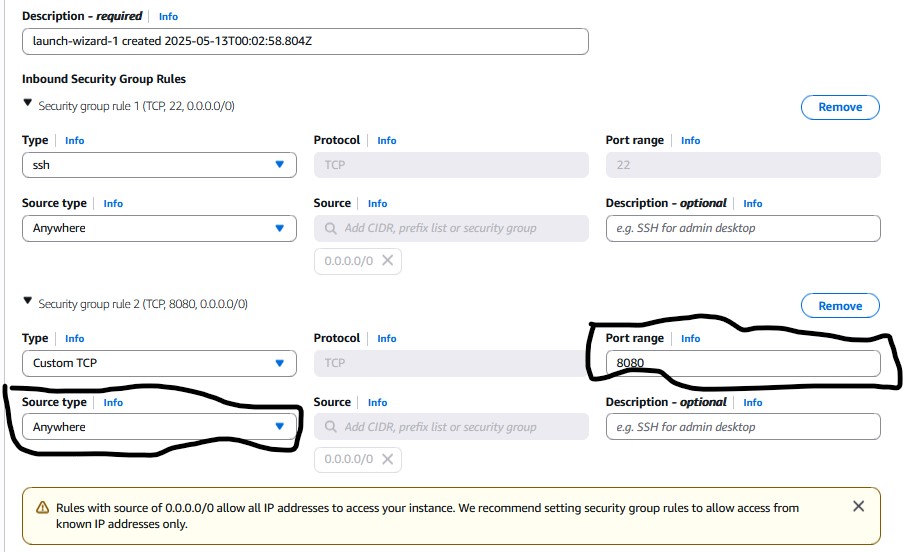 Description - required Info
launch-wizard-1 created 2025-05-13T00:02:58.804Z
Inbound Security Group Rules
Security group rule 1 (TCP, 22, 0.0.0.0/0) Remove
Type Info Protocol Info Port range Info
ssh TCP 22
Source type Info Source Info Description - optional Info
Anywhere Add CIDR, prefix list or security group e.g. SSH for admin desktop
0.0.0.0/0
Security group rule 2 (TCP, 8080, 0.0.0.0/0) Remove
Type Info Protocol Info Port range Info
Custom TCP TCP 8080
Source type Info Source Info Description - optional Info
Anywhere Add CIDR, prefix list or security group e.g. SSH for admin desktop
0.0.0.0/0
Rules with source of 0.0.0.0/0 allow all IP addresses to access your instance. We recommend setting security group rules to allow access from
known IP addresses only.